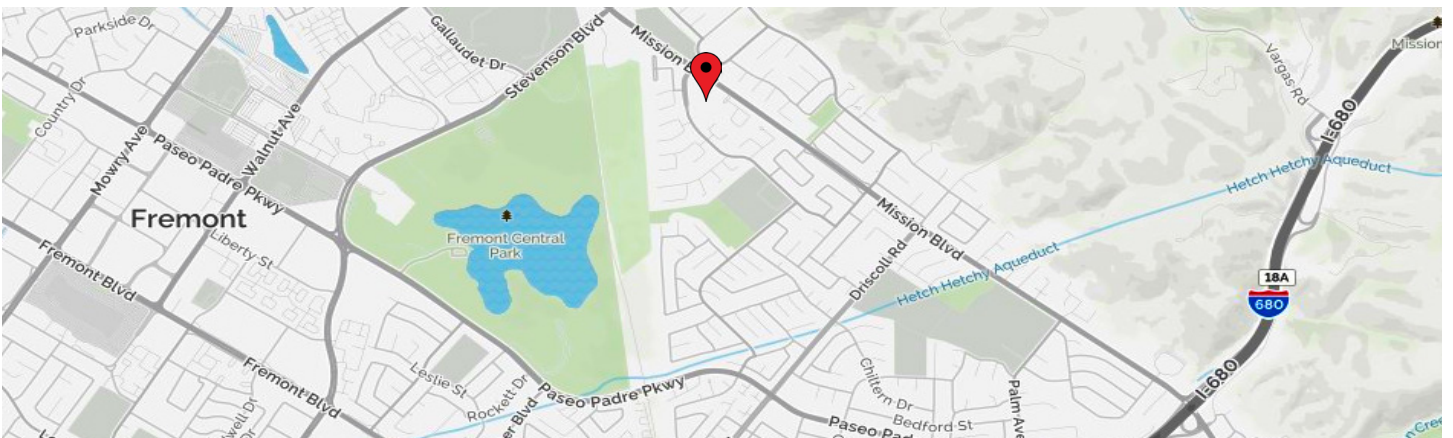 Parkside Dr
Gallaudet Dr
Stevenson Blvd
Mission
Vargas Rd
Mission
Country Dr
Mowry Ave
Walnut Ave
Paseo Padre Pkwy
I-680
Hetch Hetchy Aqueduct
Fremont
Fremont Central
Park
Liberty St
Mission Blvd
Fremont Blvd
Driscoll Rd
Hetch Hetchy Aqueduct
18A
680
Fremont Blvd
Leslie St
Rockett Dr
Paseo Padre Pkwy
Chiltern Dr
Bedford St
Palm Ave
I-680
Paseo Pad